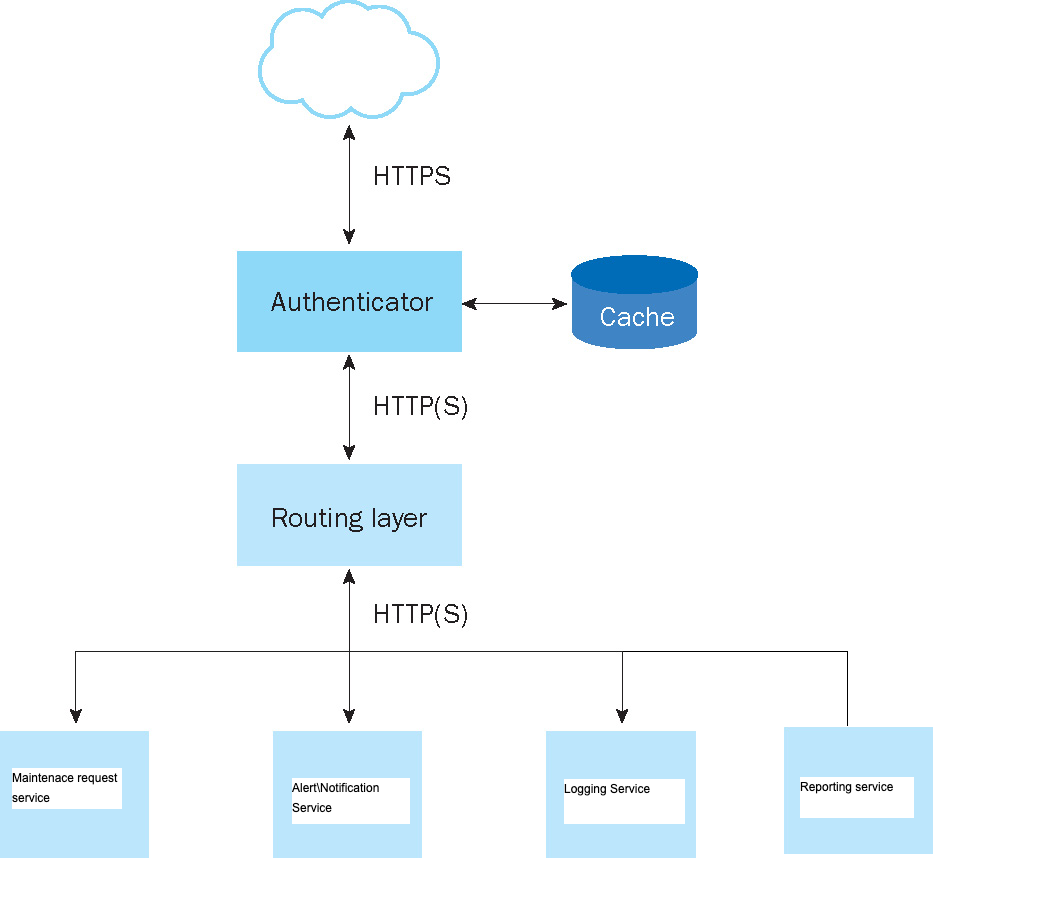 HTTPS
Authenticator
Cache
HTTP(S)
Routing layer
HTTP(S)
Maintenace request
service
Alert\Notification
Service
Logging Service
Reporting service